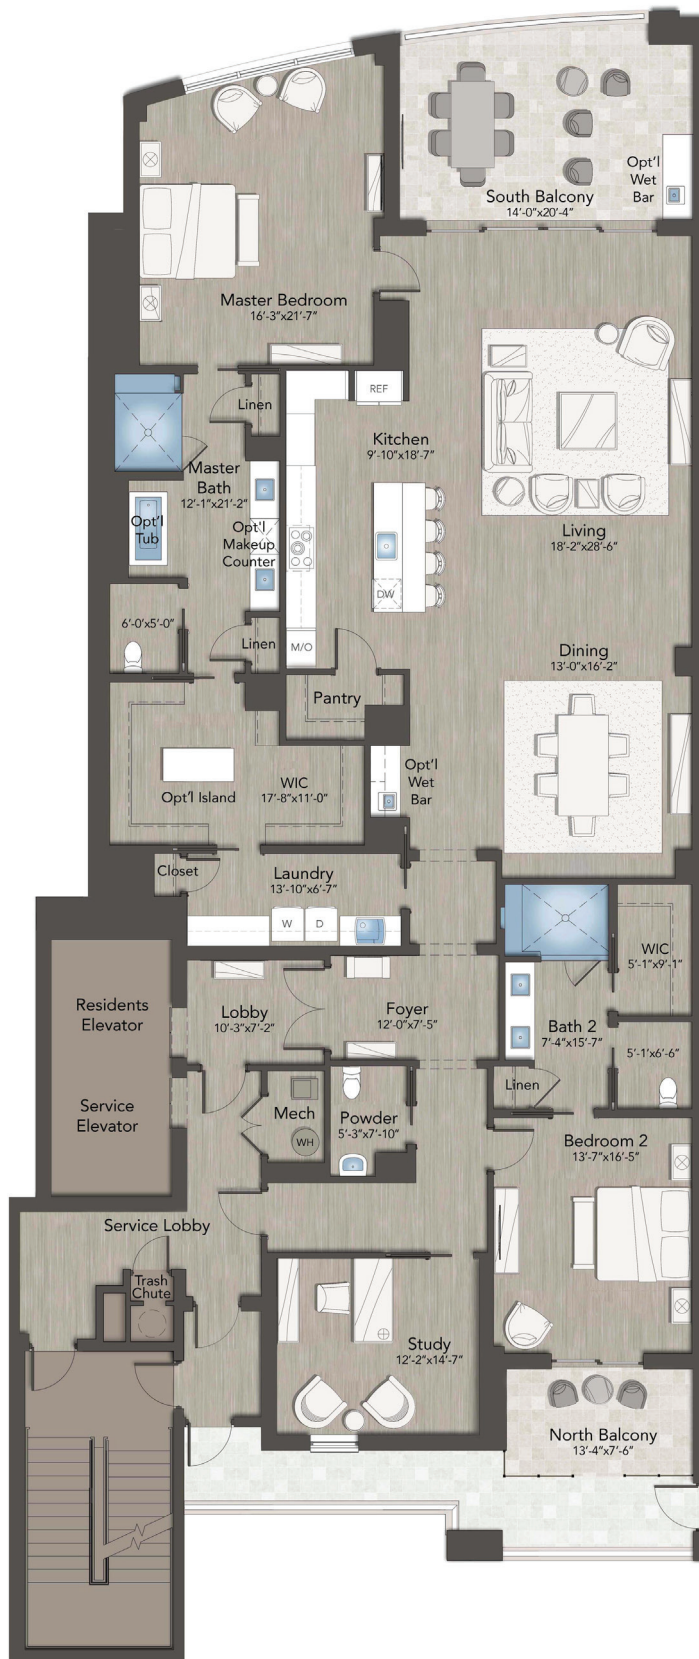 South Balcony
14'-0"x20'-4"
Opt'l
Wet
Bar
Master Bedroom
16'-3"x21'-7"
Linen
REF
Kitchen
9'-10"x18'-7"
Master
Bath
12'-1"x21'-2"
Opt'l
Tub
Opt'l
Makeup
Counter
Living
18'-2"x28'-6"
DW
6'-0"x5'-0"
Linen
M/O
Dining
13'-0"x16'-2"
Pantry
Opt'l Island
WIC
17'-8"x11'-0"
Opt'l
Wet
Bar
Closet
Laundry
13'-10"x6'-7"
W
D
WIC
5'-1"x9'-1"
Residents
Elevator
Lobby
10'-3"x7'-2"
Foyer
12'-0"x7'-5"
Bath 2
7'-4"x15'-7"
5'-1"x6'-6"
Linen
Service
Elevator
Mech
WH
Powder
5'-3"x7'-10"
Bedroom 2
13'-7"x16'-5"
Service Lobby
Trash
Chute
Study
12'-2"x14'-7"
North Balcony
13'-4"x7'-6"